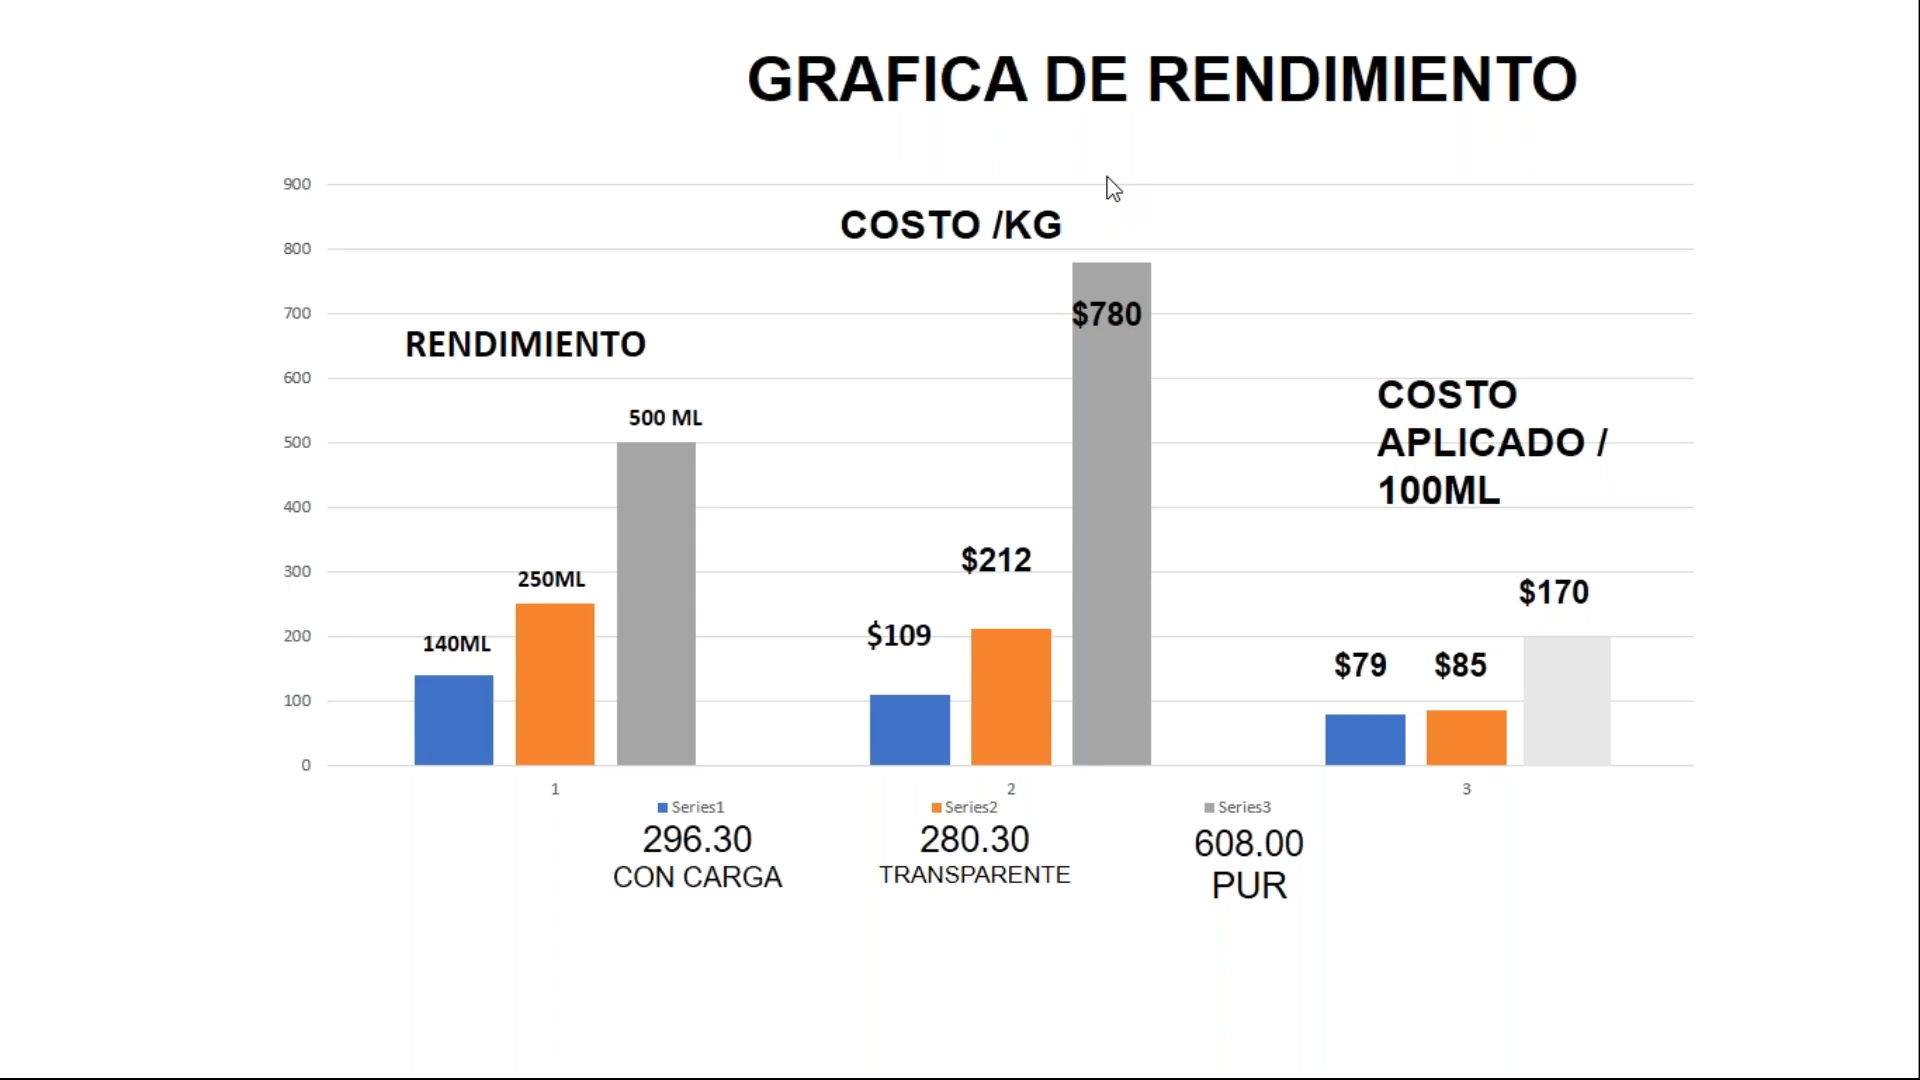 GRAFICA DE RENDIMIENTO
900
800
700
600
500
400
300
200
100
0
RENDIMIENTO
140ML
250ML
500 ML
COSTO /KG
$109
$212
$780
COSTO
APLICADO /
100ML
$79
$85
$170
1
2
3
Series1
296.30
CON CARGA
Series2
280.30
TRANSPARENTE
Series3
608.00
PUR